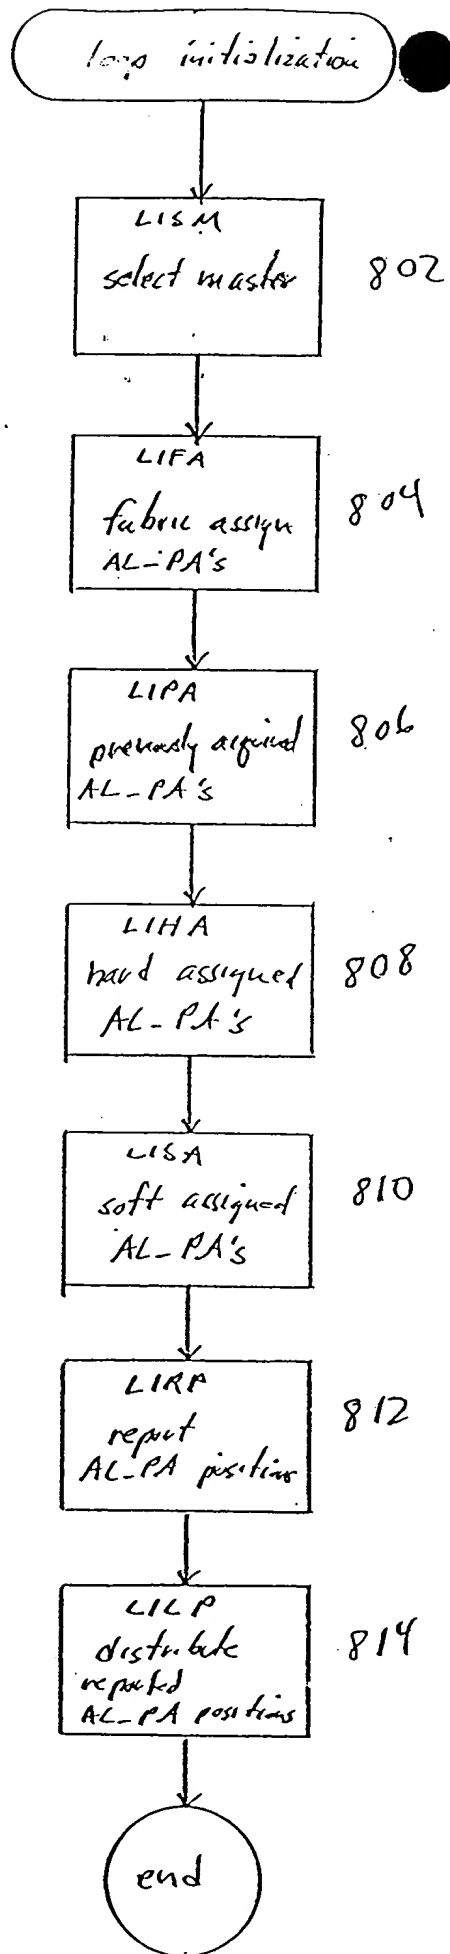 loop initialization
LISM
select master
802
LIFA
fabric assign
AL_PA's
804
LIPA
previously acquired
AL_PA's
806
LIHA
hard assigned
AL_PA's
808
LISA
soft assigned
AL_PA's
810
LIRP
report
AL_PA positions
812
LILP
distribute
reported
AL_PA positions
814
end